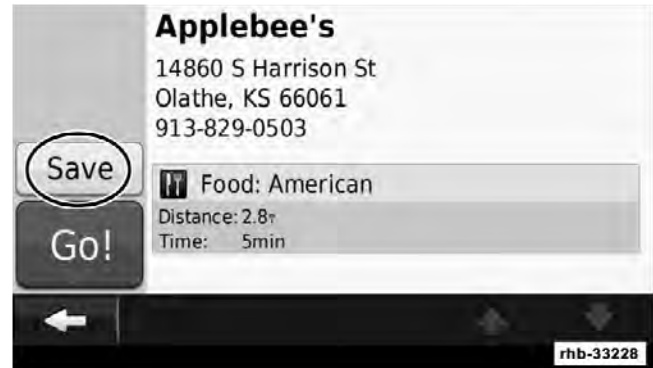 Applebee's
14860 S Harrison St
Olathe, KS 66061
913-829-0503
Save
Food: American
Distance: 2.8
Time: 5min
Go!
rhb-33228